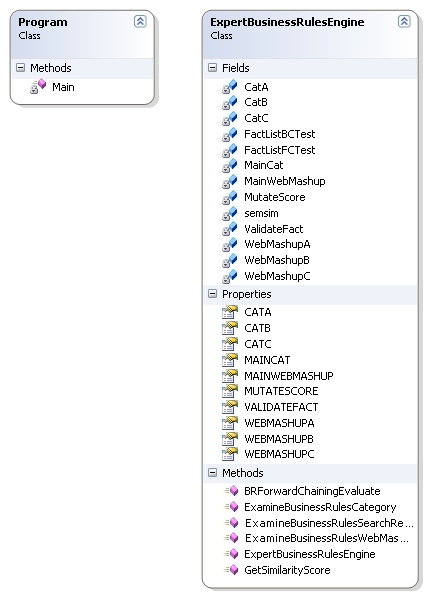 Program
Class
Methods
Main
ExpertBusinessRulesEngine
Class
Fields
CatA
CatB
CatC
FactListBCTest
FactListFCTest
MainCat
MainWebMashup
MutateScore
semsim
ValidateFact
WebMashupA
WebMashupB
WebMashupC
Properties
CATA
CATB
CATC
MAINCAT
MAINWEBMASHUP
MUTATESCORE
VALIDATEFACT
WEBMASHUPA
WEBMASHUPB
WEBMASHUPC
Methods
BRForwardChainingEvaluate
ExamineBusinessRulesCategory
ExamineBusinessRulesSearchRe...
ExamineBusinessRulesWebMas...
ExpertBusinessRulesEngine
GetSimilarityScore